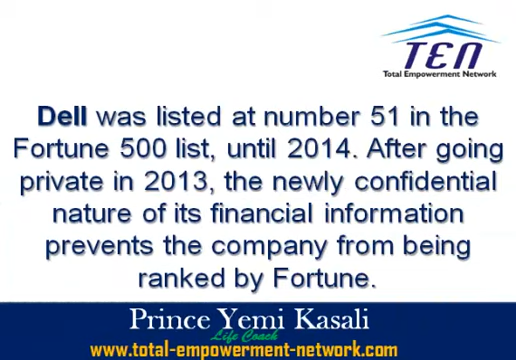 TEN
Total Empowerment Network
Dell was listed at number 51 in the
Fortune 500 list, until 2014. After going
private in 2013, the newly confidential
nature of its financial information
prevents the company from being
ranked by Fortune.
Prince Yemi Kasali
Life Coach
www.total-empowerment-network.com